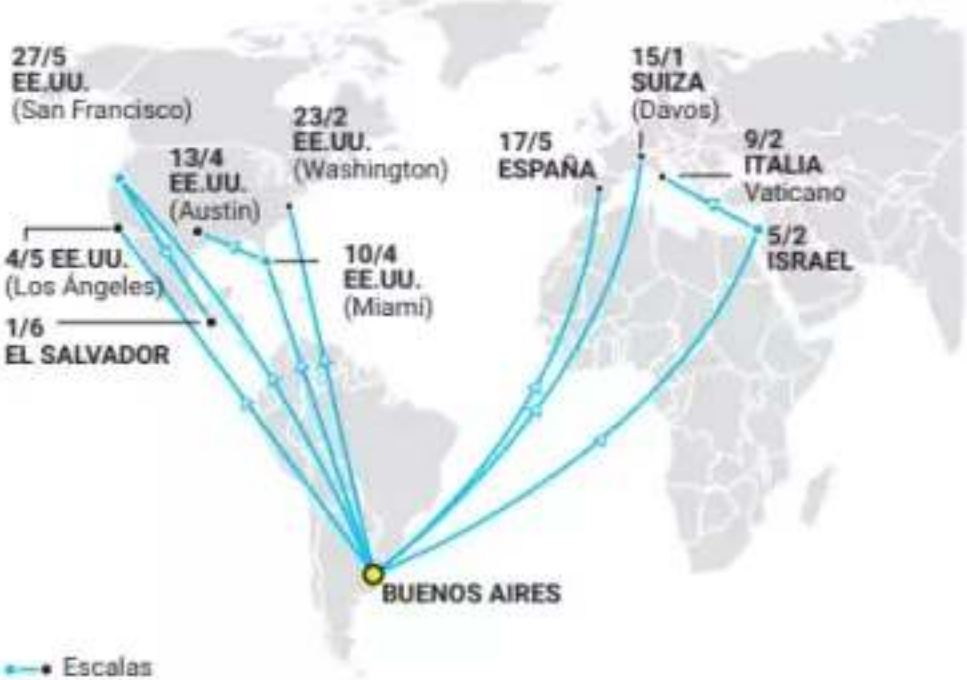 27/5
EE.UU.
(San Francisco)
13/4
EE.UU.
(Austin)
23/2
EE.UU.
(Washington)
4/5 EE.UU.
(Los Ángeles)
1/6
EL SALVADOR
10/4
EE.UU.
(Miami)
17/5
ESPAÑA
15/1
SUIZA
(Davos)
9/2
ITALIA
Vaticano
5/2
ISRAEL
BUENOS AIRES
Escalas